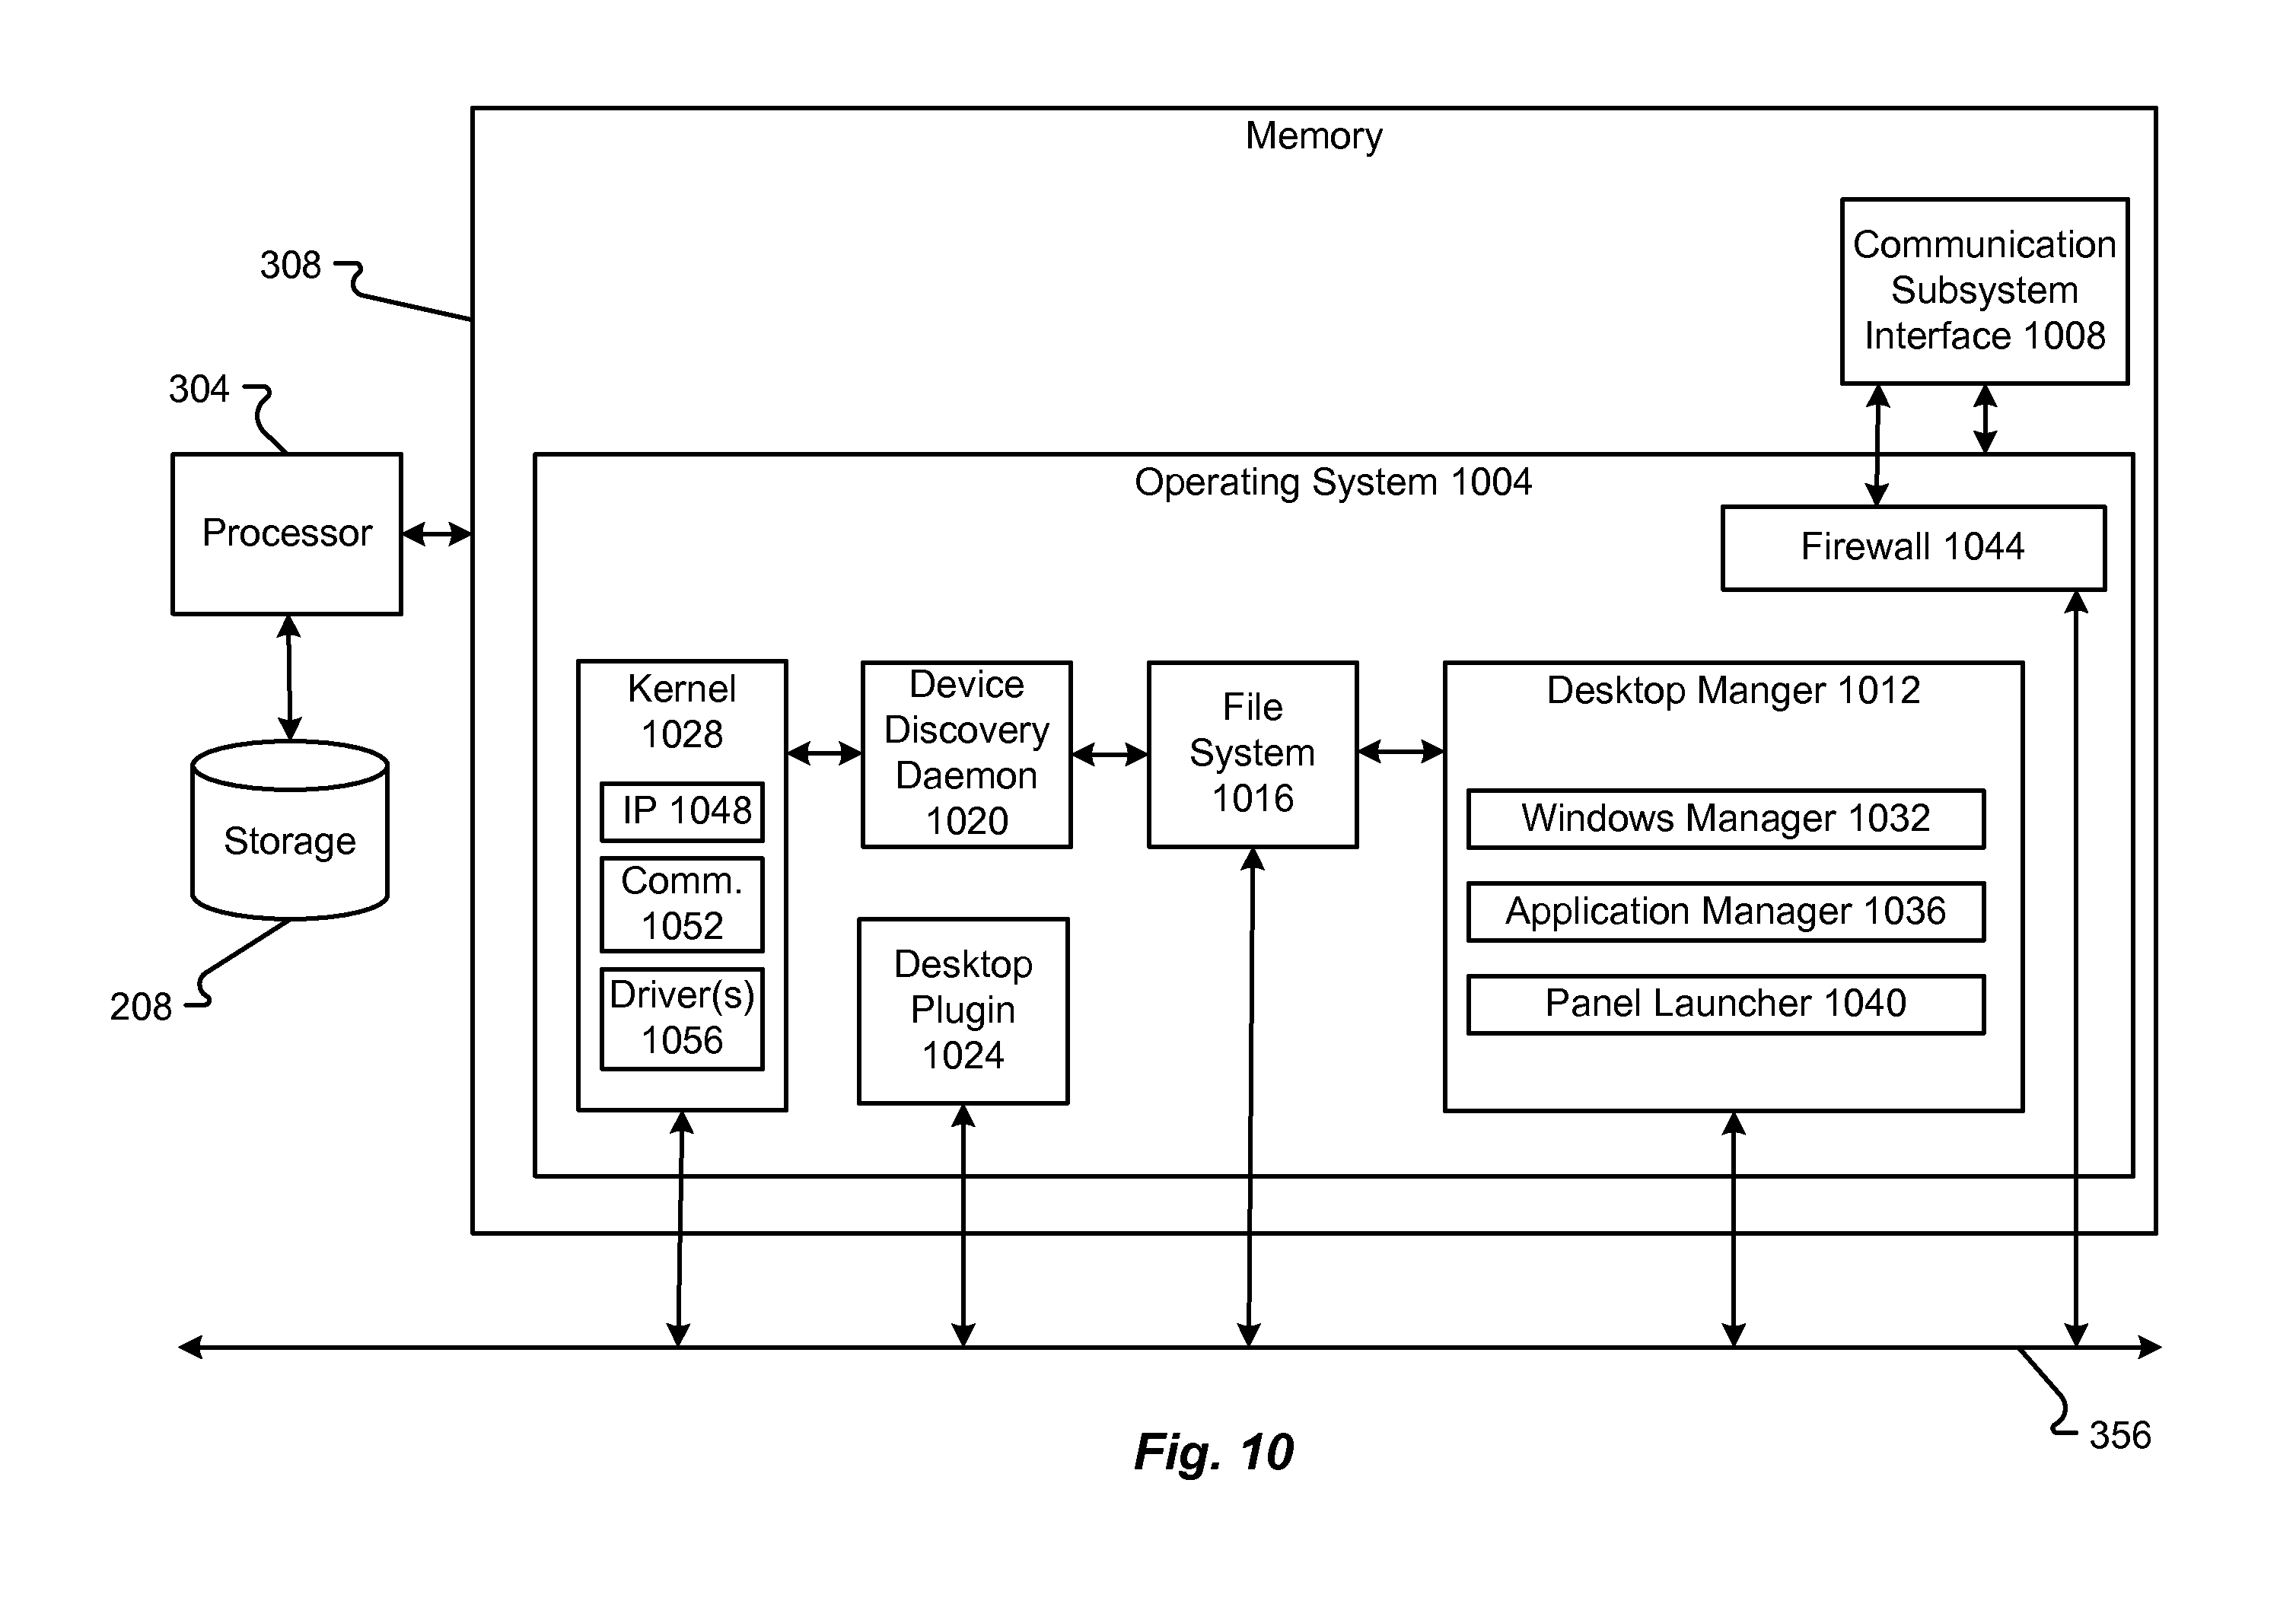 Memory
Communication
Subsystem
Interface 1008
308
304
Operating System 1004
Processor
Firewall 1044
Kernel
1028
IP 1048
Comm.
1052
Driver(s)
1056
Device
Discovery
Daemon
1020
File
System
1016
Desktop Manger 1012
Windows Manager 1032
Application Manager 1036
Panel Launcher 1040
Storage
208
Desktop
Plugin
1024
356
Fig. 10